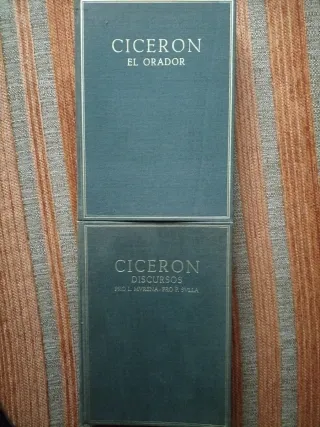 CICERON
EL ORADOR
CICERON
DISCURSOS
PRO L. MVRENA · PRO P. SVLLA